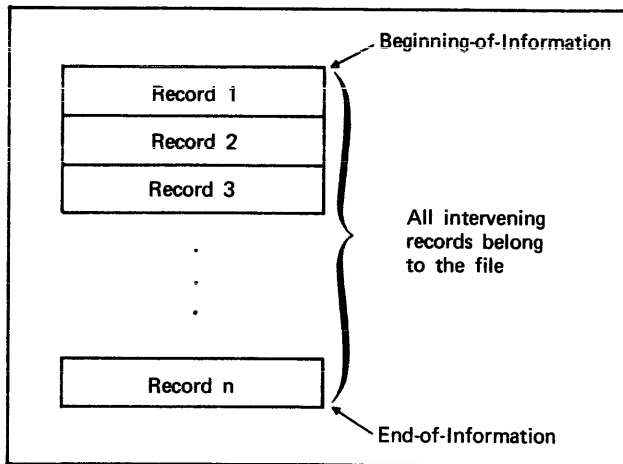 Beginning-of-Information
Record 1
Record 2
Record 3
All intervening
records belong
to the file
.
.
.
Record n
End-of-Information